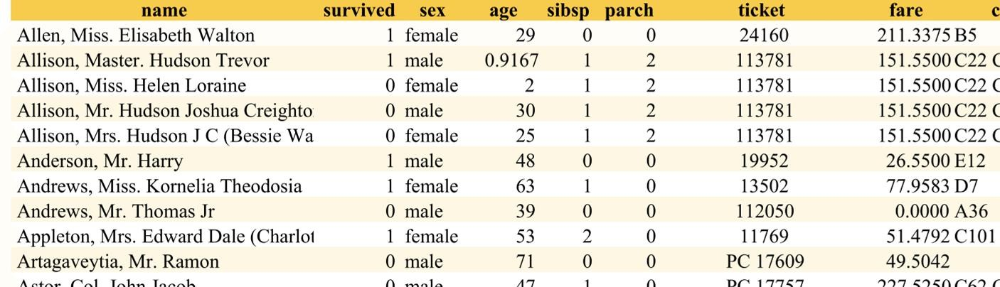 name survived sex age sibsp parch ticket fare
Allen, Miss. Elisabeth Walton 1 female 29 0 0 24160 211.3375 B5
Allison, Master. Hudson Trevor 1 male 0.9167 1 2 113781 151.5500 C22
Allison, Miss. Helen Loraine 0 female 2 1 2 113781 151.5500 C22
Allison, Mr. Hudson Joshua Creighto 0 male 30 1 2 113781 151.5500 C22
Allison, Mrs. Hudson J C (Bessie Wa 0 female 25 1 2 113781 151.5500 C22
Anderson, Mr. Harry 1 male 48 0 0 19952 26.5500 E12
Andrews, Miss. Kornelia Theodosia 1 female 63 1 0 13502 77.9583 D7
Andrews, Mr. Thomas Jr 0 male 39 0 0 112050 0.0000 A36
Appleton, Mrs. Edward Dale (Charlot 1 female 53 2 0 11769 51.4792 C101
Artagaveytia, Mr. Ramon 0 male 71 0 0 PC 17609 49.5042
Astor, Col. John Jacob 0 male 47 1 0 PC 17757 227.5250 C62